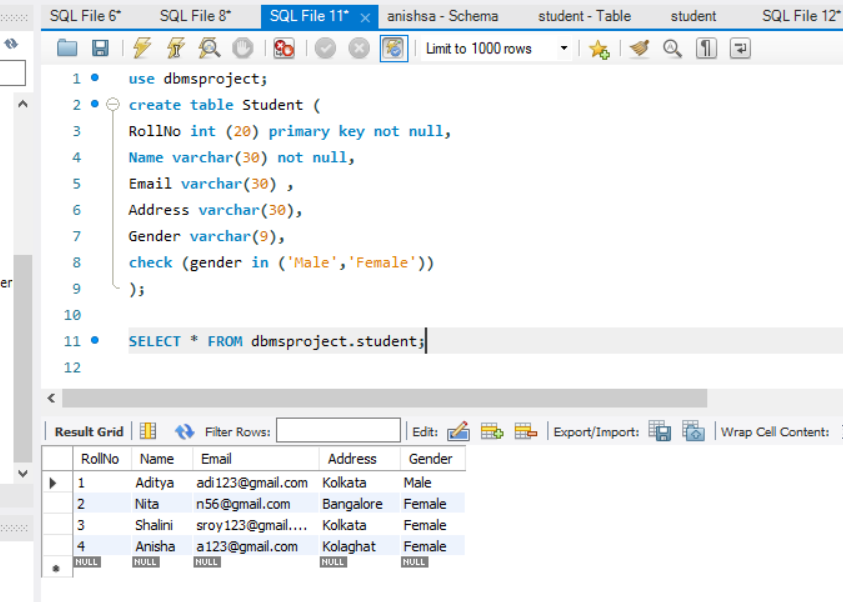 SQL File 6* SQL File 8* SQL File 11* × anishsa - Schema student - Table student SQL File 12*
Limit to 1000 rows
1 use dbmsproject;
2 create table Student (
3 RollNo int (20) primary key not null,
4 Name varchar(30) not null,
5 Email varchar(30) ,
6 Address varchar(30),
7 Gender varchar(9),
8 check (gender in ('Male','Female'))
9 );
10
11 SELECT * FROM dbmsproject.student;
12
er
Result Grid Filter Rows: Edit: Export/Import: Wrap Cell Content:
RollNo Name Email Address Gender
1 Aditya adi123@gmail.com Kolkata Male
2 Nita n56@gmail.com Bangalore Female
3 Shalini sroy123@gmail.... Kolkata Female
4 Anisha a123@gmail.com Kolaghat Female
NULL NULL NULL NULL NULL